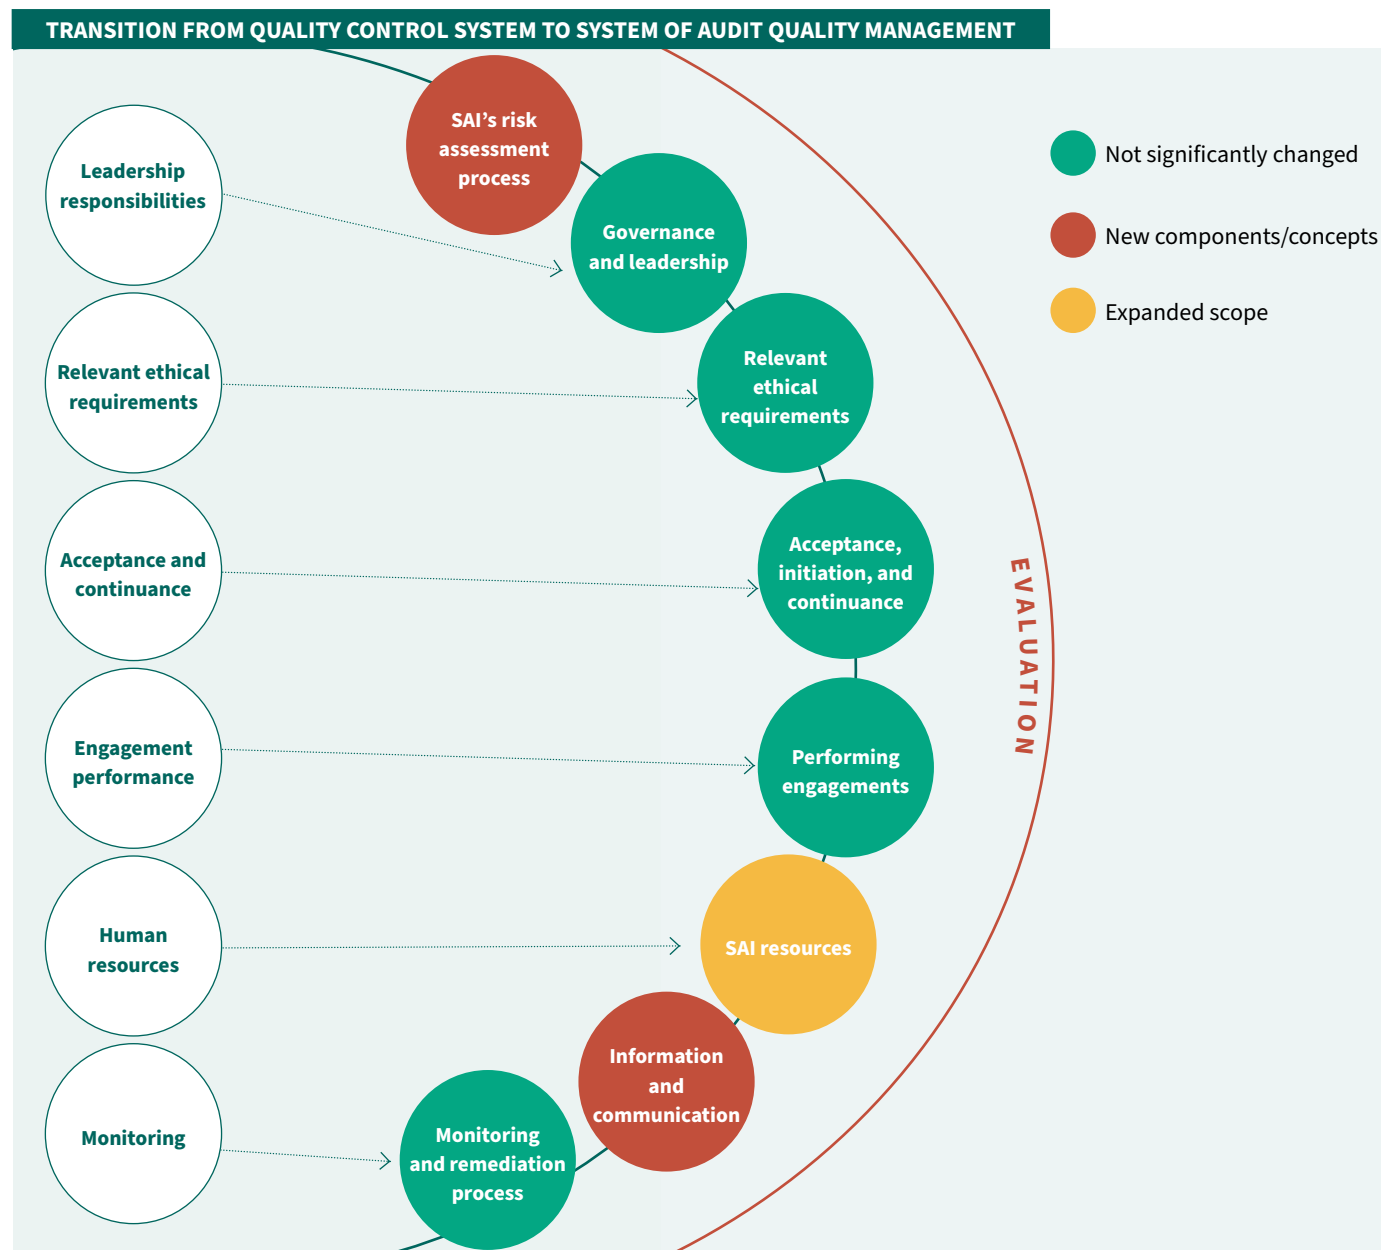 TRANSITION FROM QUALITY CONTROL SYSTEM TO SYSTEM OF AUDIT QUALITY MANAGEMENT
Leadership
responsibilities
Relevant ethical
requirements
Acceptance and
continuance
Engagement
performance
Human
resources
Monitoring
SAI’s risk
assessment
process
Governance
and leadership
Relevant
ethical
requirements
Acceptance,
initiation, and
continuance
Performing
engagements
SAI resources
Information
and
communication
Monitoring
and remediation
process
EVALUATION
Not significantly changed
New components/concepts
Expanded scope